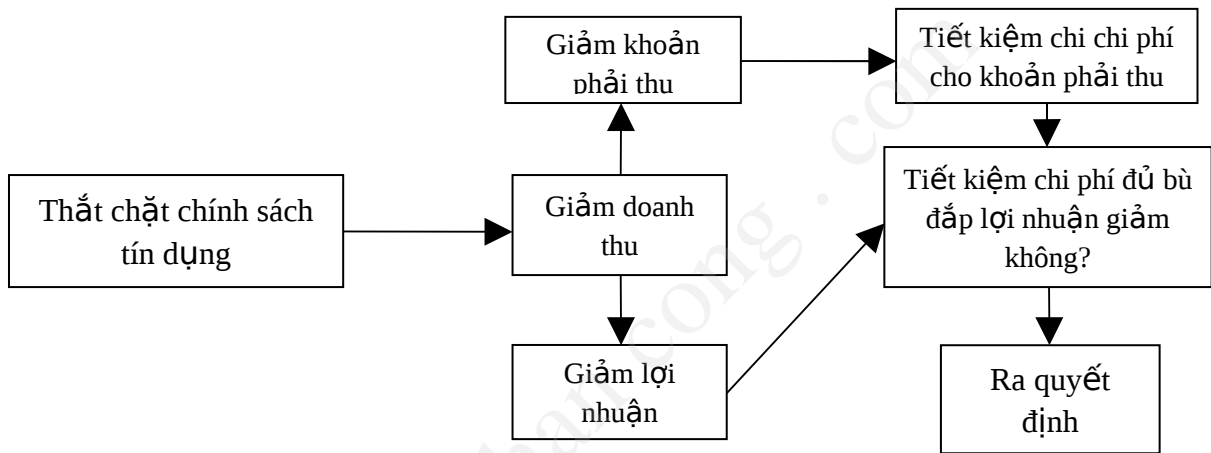 Giảm khoản
phải thu
Tiết kiệm chi chi phí
cho khoản phải thu
Thắt chặt chính sách
tín dụng
Giảm doanh
thu
Tiết kiệm chi phí đủ bù
đắp lợi nhuận giảm
không?
Giảm lợi
nhuận
Ra quyết
định